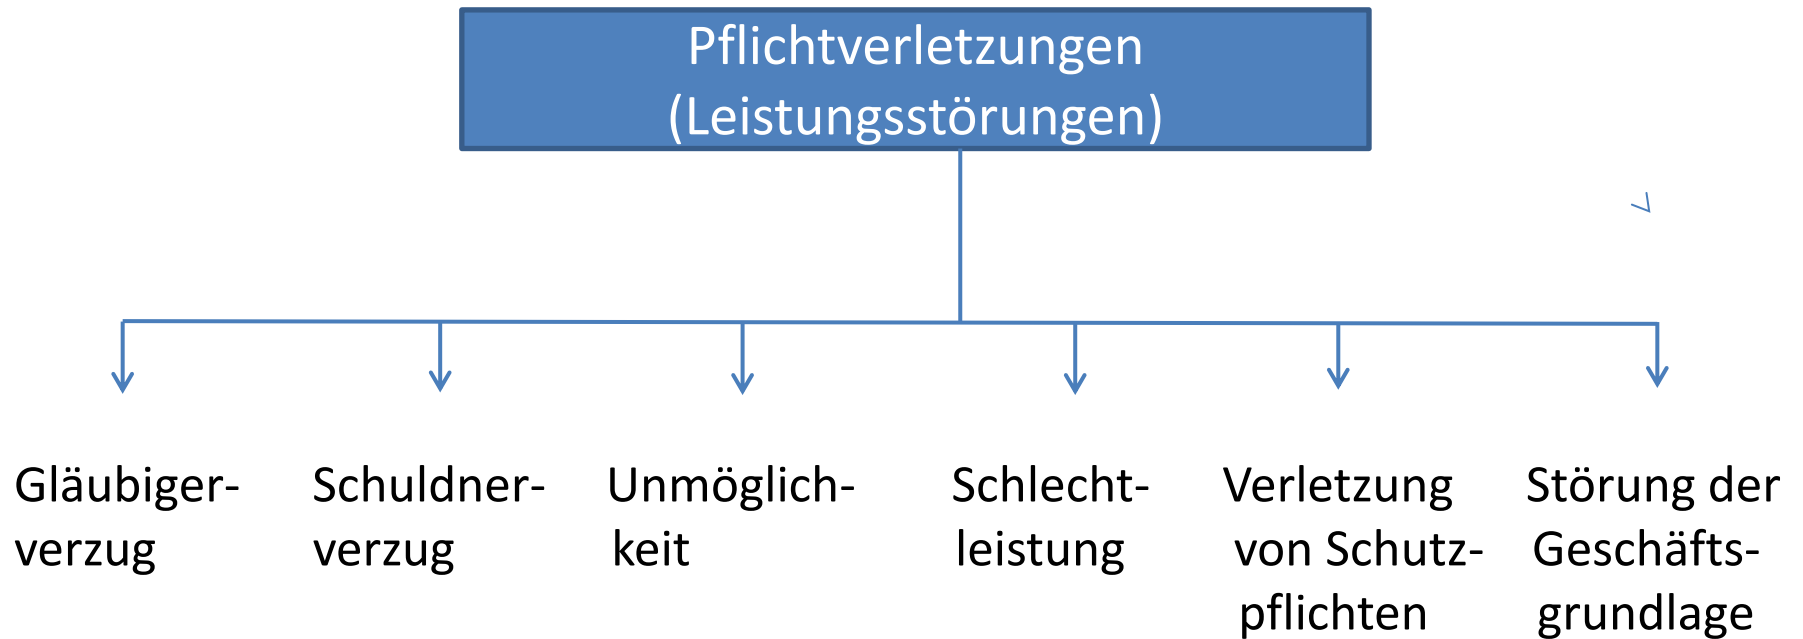 Pflichtverletzungen
(Leistungsstörungen)
Gläubiger-
verzug
Schuldner-
verzug
Unmöglich-
keit
Schlecht-
leistung
Verletzung
von Schutz-
pflichten
Störung der
Geschäfts-
grundlage